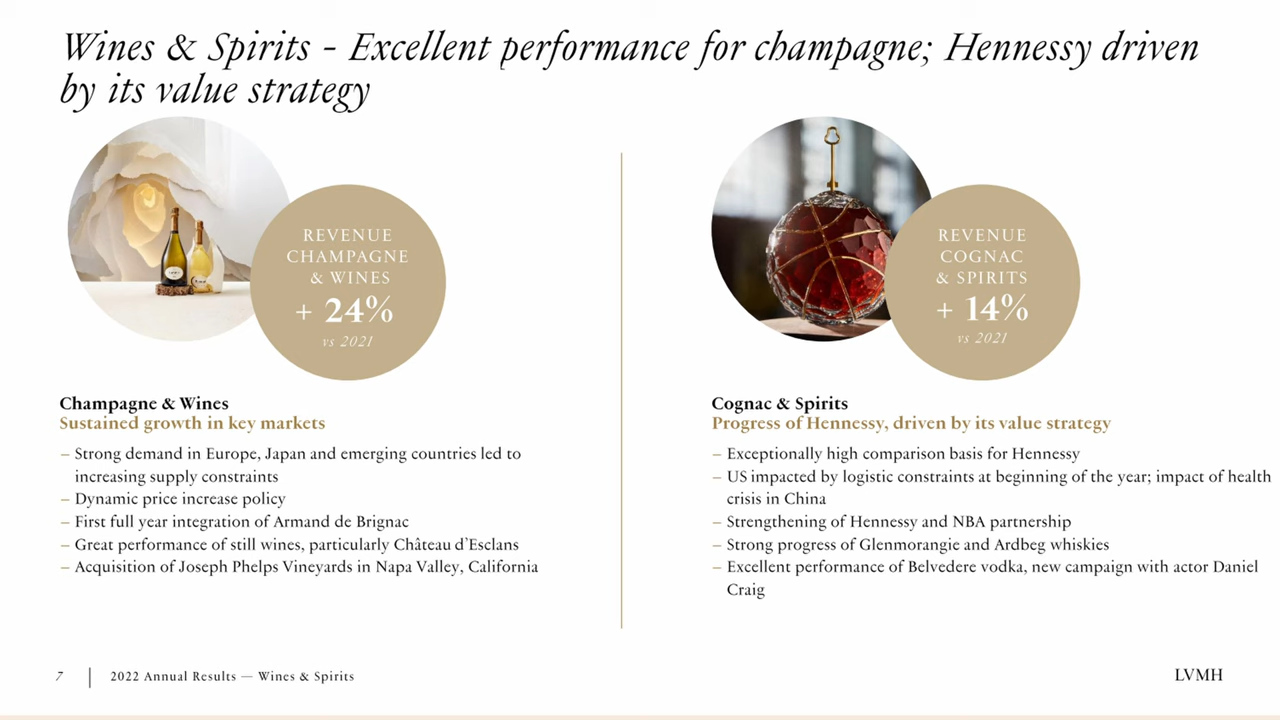 Wines & Spirits - Excellent performance for champagne; Hennessy driven
by its value strategy
REVENUE
CHAMPAGNE
& WINES
+ 24%
vs 2021
Champagne & Wines
Sustained growth in key markets
– Strong demand in Europe, Japan and emerging countries led to
increasing supply constraints
– Dynamic price increase policy
– First full year integration of Armand de Brignac
– Great performance of still wines, particularly Château d'Esclans
– Acquisition of Joseph Phelps Vineyards in Napa Valley, California
REVENUE
COGNAC
& SPIRITS
+ 14%
vs 2021
Cognac & Spirits
Progress of Hennessy, driven by its value strategy
– Exceptionally high comparison basis for Hennessy
– US impacted by logistic constraints at beginning of the year; impact of health
crisis in China
– Strengthening of Hennessy and NBA partnership
– Strong progress of Glenmorangie and Ardbeg whiskies
– Excellent performance of Belvedere vodka, new campaign with actor Daniel
Craig
7 | 2022 Annual Results — Wines & Spirits
LVMH